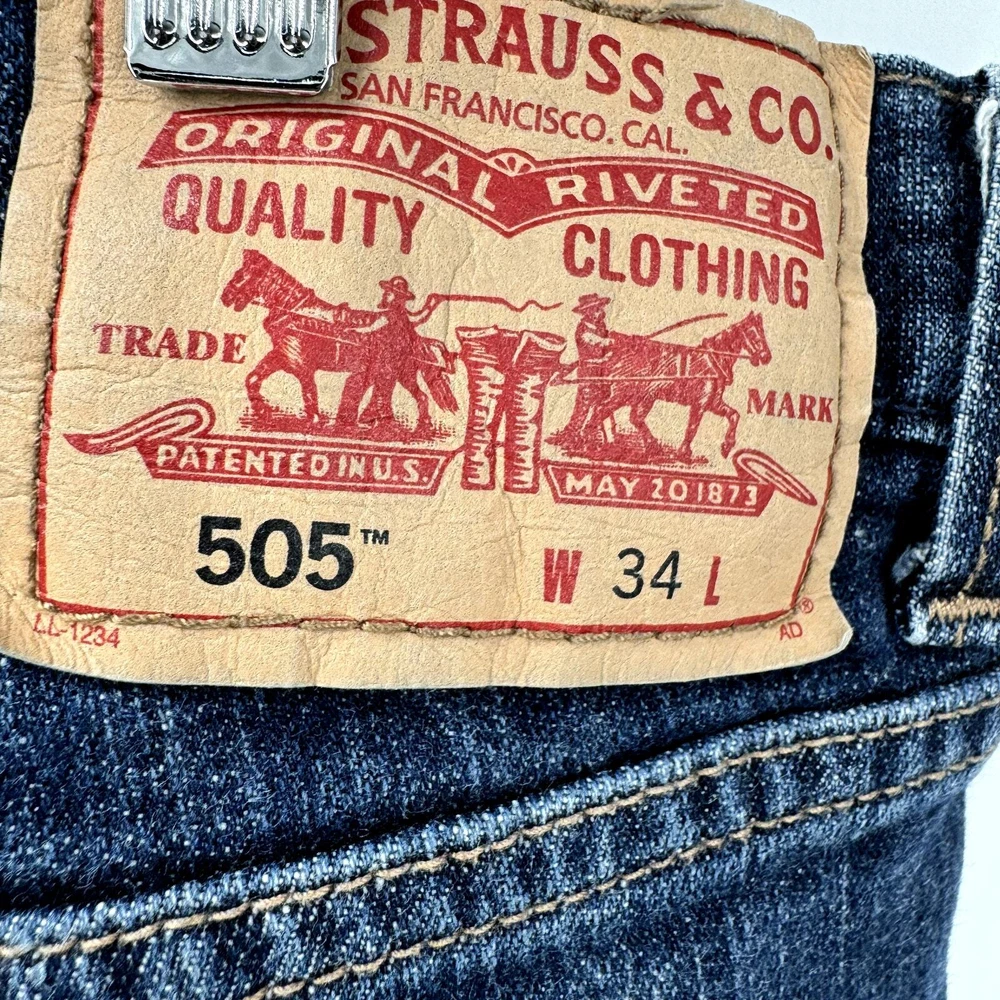 STRAUSS & CO.
SAN FRANCISCO. CAL.
ORIGINAL RIVETED
QUALITY CLOTHING
TRADE MARK
PATENTED IN U.S. MAY 20 1873
505™ W 34 L
LL-1234 AD ®